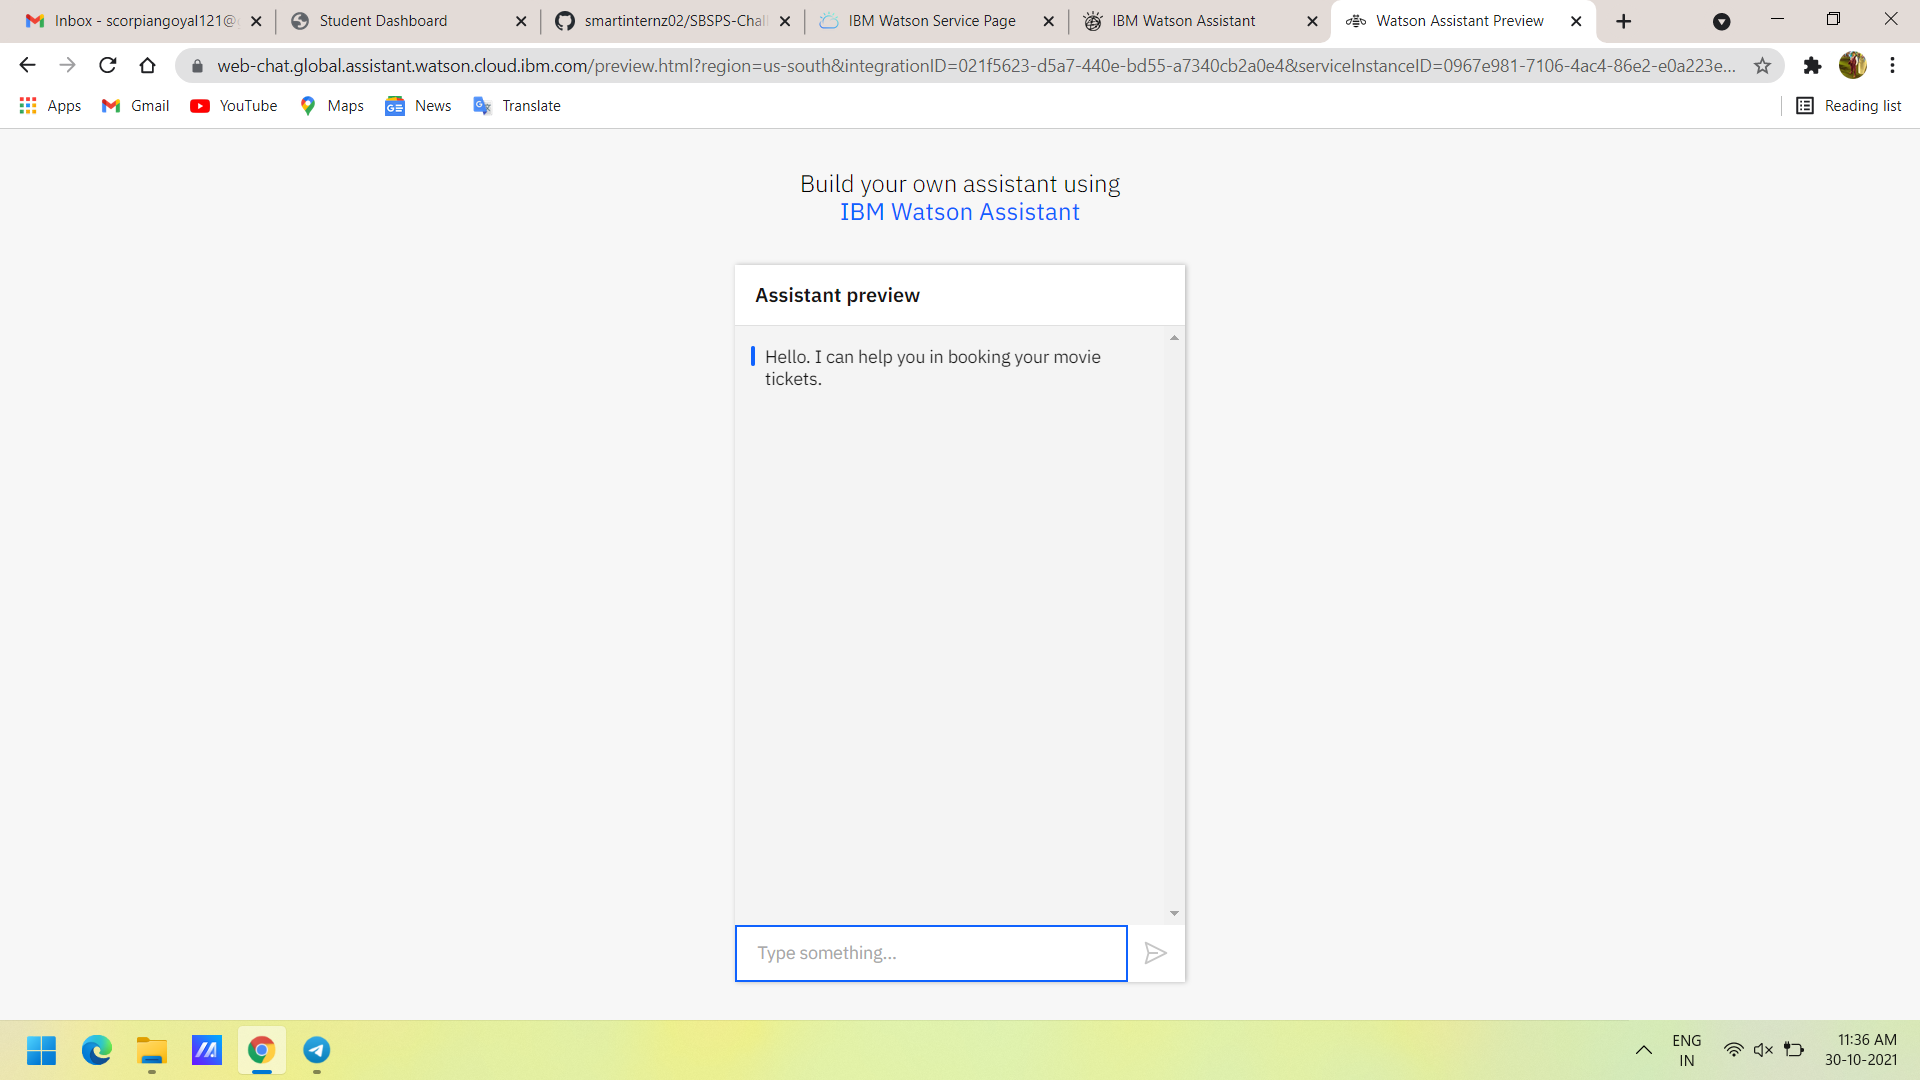 Inbox - scorpiangoyal121@
Student Dashboard
smartinternz02/SBSPS-Chal
IBM Watson Service Page
IBM Watson Assistant
Watson Assistant Preview
web-chat.global.assistant.watson.cloud.ibm.com/preview.html?region=us-south&integrationID=021f5623-d5a7-440e-bd55-a7340cb2a0e4&serviceInstanceID=0967e981-7106-4ac4-86e2-e0a223e...
Apps
Gmail
YouTube
Maps
News
Translate
Reading list
Build your own assistant using
IBM Watson Assistant
Assistant preview
Hello. I can help you in booking your movie
tickets.
Type something...
ENG
IN
11:36 AM
30-10-2021